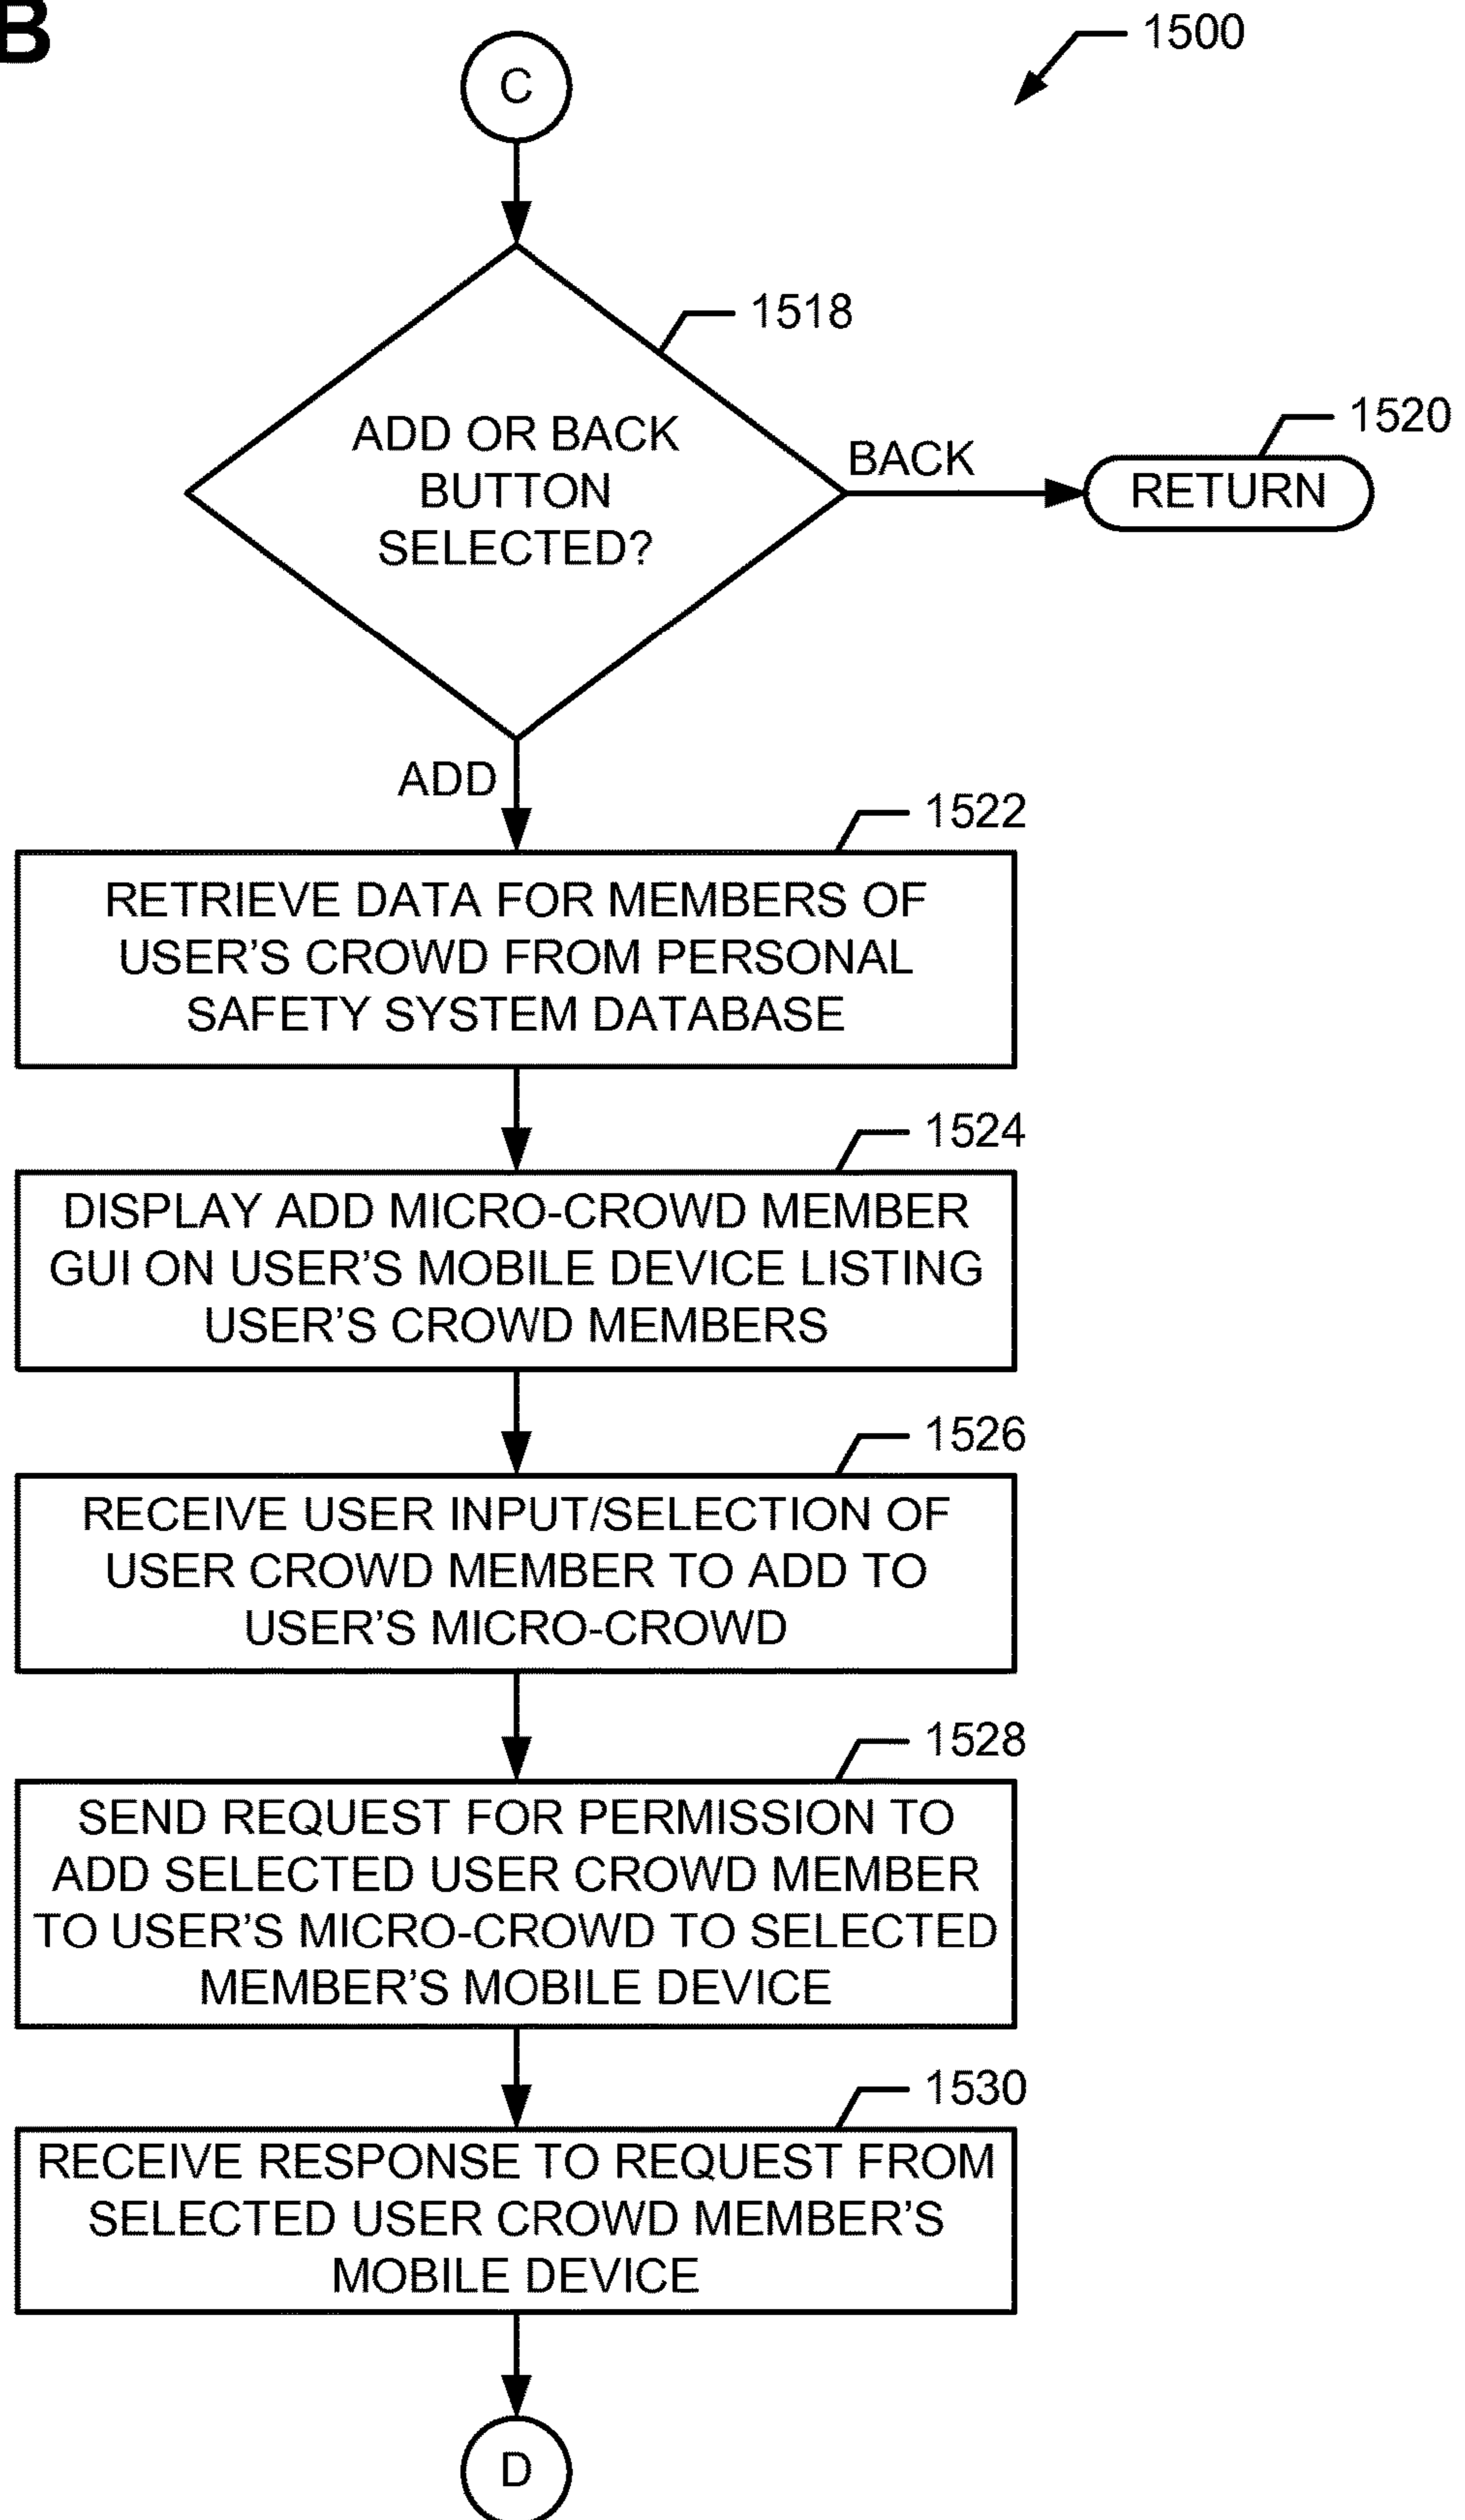 B
1500
C
1518
ADD OR BACK
BUTTON
SELECTED?
BACK
1520
RETURN
ADD
1522
RETRIEVE DATA FOR MEMBERS OF
USER'S CROWD FROM PERSONAL
SAFETY SYSTEM DATABASE
1524
DISPLAY ADD MICRO-CROWD MEMBER
GUI ON USER'S MOBILE DEVICE LISTING
USER'S CROWD MEMBERS
1526
RECEIVE USER INPUT/SELECTION OF
USER CROWD MEMBER TO ADD TO
USER'S MICRO-CROWD
1528
SEND REQUEST FOR PERMISSION TO
ADD SELECTED USER CROWD MEMBER
TO USER'S MICRO-CROWD TO SELECTED
MEMBER'S MOBILE DEVICE
1530
RECEIVE RESPONSE TO REQUEST FROM
SELECTED USER CROWD MEMBER'S
MOBILE DEVICE
D